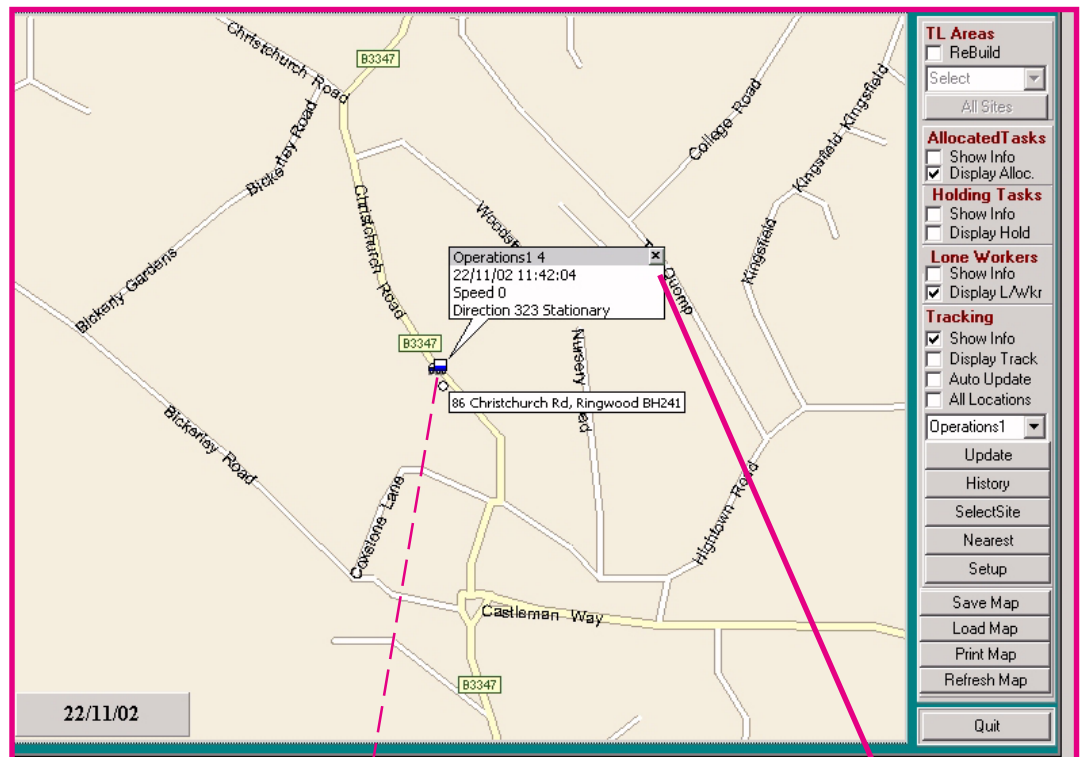 Christchurch Road
B3347
Bickerley Road
Bickerley Road
College Road
Kingsfield Kingsfield
Kingsfield
Christchurch Road
Bickerly Gardens
Quomp
Operations1 4
22/11/02 11:42:04
Speed 0
Direction 323 Stationary
B3347
Nursery
86 Christchurch Rd, Ringwood BH241
Bickerley Road
Coxstone Lane
Hightown Road
Castleman Way
B3347
22/11/02
TL Areas
ReBuild
Select
All Sites
AllocatedTasks
Show Info
Display Alloc.
Holding Tasks
Show Info
Display Hold
Lone Workers
Show Info
Display L/Wkr
Tracking
Show Info
Display Track
Auto Update
All Locations
Operations1
Update
History
SelectSite
Nearest
Setup
Save Map
Load Map
Print Map
Refresh Map
Quit